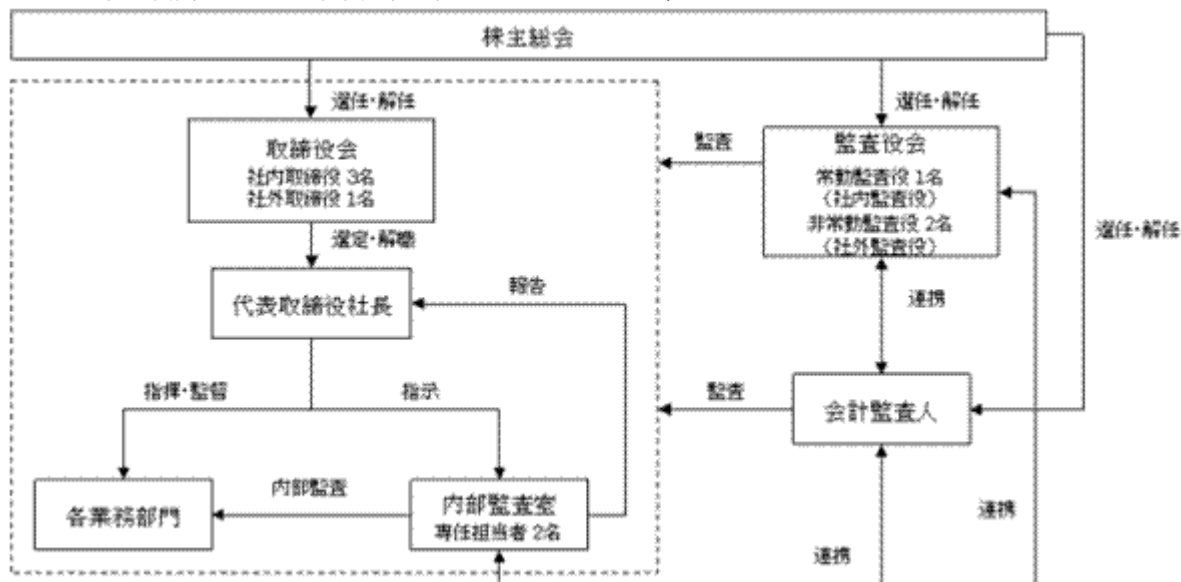 株主総会
選任・解任
選任・解任
取締役会
社内取締役 3名
社外取締役 1名
監査
監査役会
常勤監査役 1名
（社内監査役）
非常勤監査役 2名
（社外監査役）
選任・解任
選定・解職
報告
連携
代表取締役社長
指揮・監督
指示
監査
会計監査人
各業務部門
内部監査
内部監査室
専任担当者 2名
連携
連携